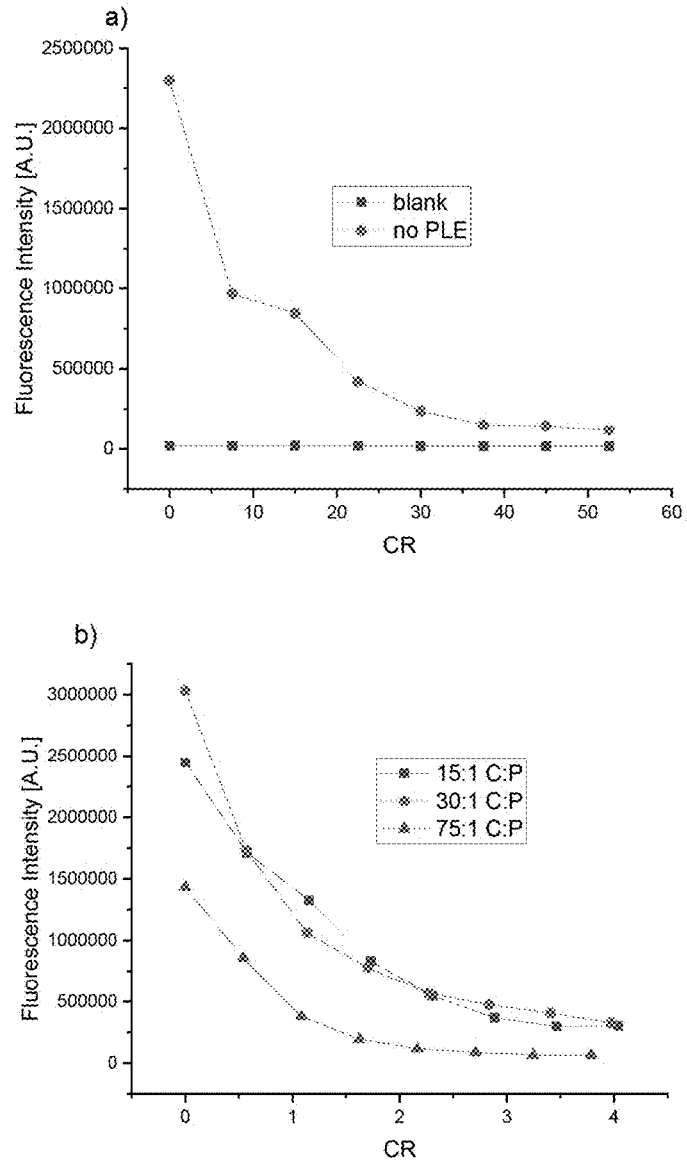 a)
2500000
2000000
1500000
1000000
500000
0
Fluorescence Intensity [A.U.]
blank
no PLE
0 10 20 30 40 50 60
CR
b)
3000000
2500000
2000000
1500000
1000000
500000
0
Fluorescence Intensity [A.U.]
15:1 C:P
30:1 C:P
75:1 C:P
0 1 2 3 4
CR